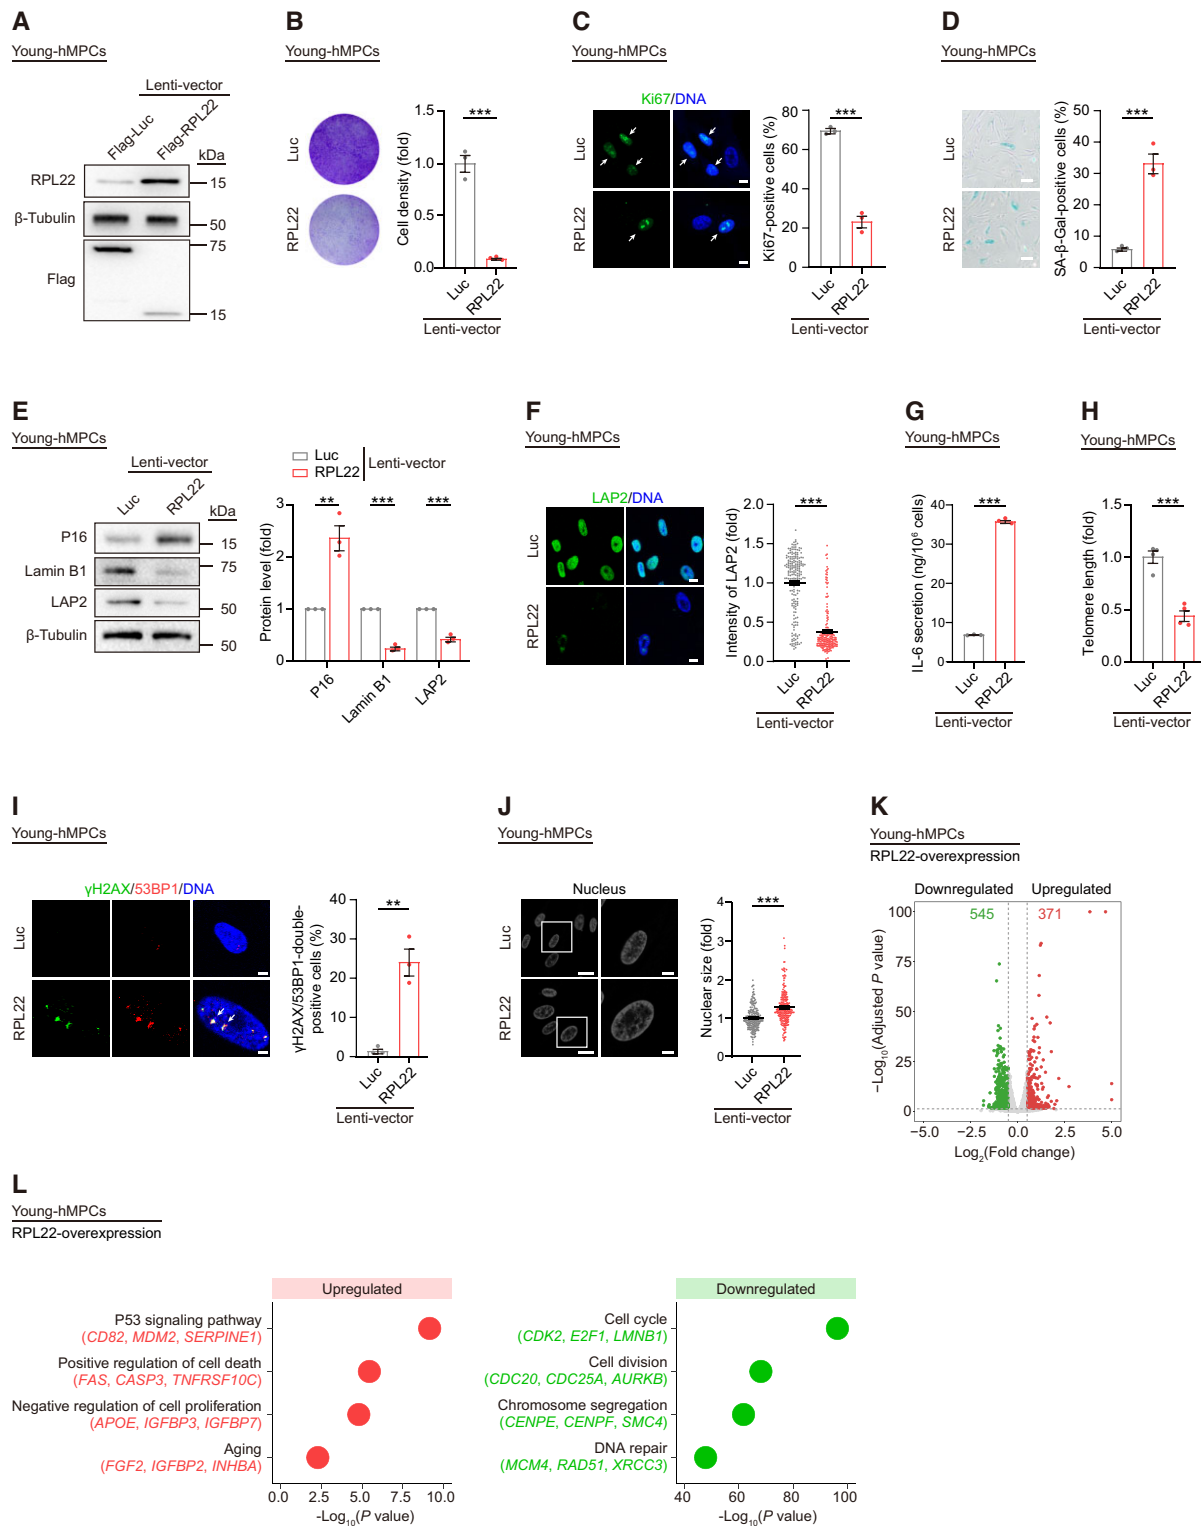 A
Young-hMPCs
Lenti-vector
Flag-Luc
Flag-RPL22
kDa
RPL22
15
β-Tubulin
50
75
Flag
15
B
Young-hMPCs
Luc
RPL22
Cell density (fold)
1.5
1.0
0.5
0.0
***
Luc
RPL22
Lenti-vector
C
Young-hMPCs
Ki67/DNA
Luc
RPL22
Ki67-positive cells (%)
80
60
40
20
0
***
Luc
RPL22
Lenti-vector
D
Young-hMPCs
Luc
RPL22
SA-β-Gal-positive cells (%)
50
40
30
20
10
0
***
Luc
RPL22
Lenti-vector
E
Young-hMPCs
Lenti-vector
Luc
RPL22
kDa
P16
15
Lamin B1
75
LAP2
50
β-Tubulin
50
Luc
RPL22
Lenti-vector
Protein level (fold)
3
2
1
0
**
***
***
P16
Lamin B1
LAP2
F
Young-hMPCs
LAP2/DNA
Luc
RPL22
Intensity of LAP2 (fold)
2.0
1.5
1.0
0.5
0.0
***
Luc
RPL22
Lenti-vector
G
Young-hMPCs
IL-6 secretion (ng/10⁶ cells)
40
30
20
10
0
***
Luc
RPL22
Lenti-vector
H
Young-hMPCs
Telomere length (fold)
1.5
1.0
0.5
0.0
***
Luc
RPL22
Lenti-vector
I
Young-hMPCs
γH2AX/53BP1/DNA
Luc
RPL22
γH2AX/53BP1-double-
positive cells (%)
40
30
20
10
0
**
Luc
RPL22
Lenti-vector
J
Young-hMPCs
Nucleus
Luc
RPL22
Nuclear size (fold)
4
3
2
1
0
***
Luc
RPL22
Lenti-vector
K
Young-hMPCs
RPL22-overexpression
Downregulated
Upregulated
545
371
−Log₁₀(Adjusted P value)
100
75
50
25
0
−5.0
−2.5
0.0
2.5
5.0
Log₂(Fold change)
L
Young-hMPCs
RPL22-overexpression
Upregulated
P53 signaling pathway
(CD82, MDM2, SERPINE1)
Positive regulation of cell death
(FAS, CASP3, TNFRSF10C)
Negative regulation of cell proliferation
(APOE, IGFBP3, IGFBP7)
Aging
(FGF2, IGFBP2, INHBA)
0.0
2.5
5.0
7.5
10.0
-Log₁₀(P value)
Downregulated
Cell cycle
(CDK2, E2F1, LMNB1)
Cell division
(CDC20, CDC25A, AURKB)
Chromosome segregation
(CENPE, CENPF, SMC4)
DNA repair
(MCM4, RAD51, XRCC3)
40
60
80
100
-Log₁₀(P value)